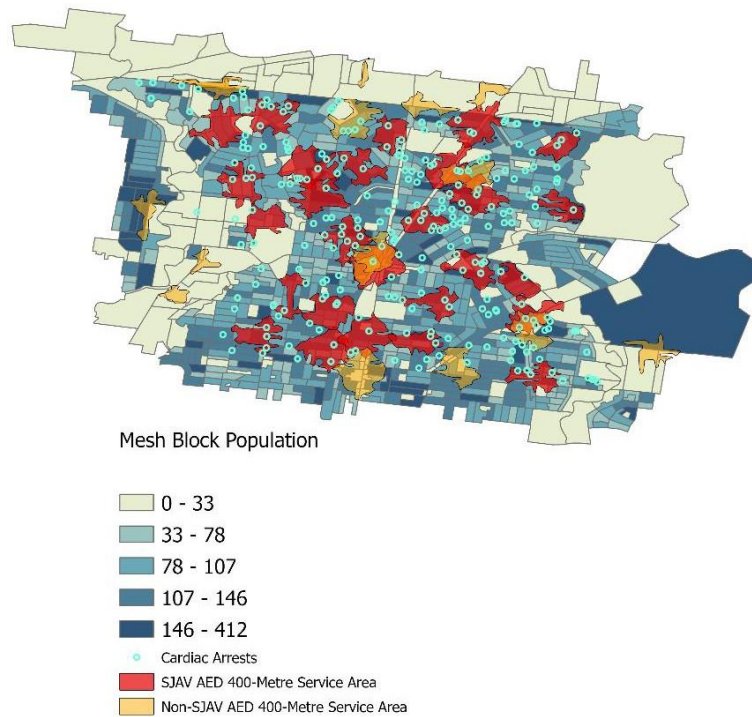 Mesh Block Population
0 - 33
33 - 78
78 - 107
107 - 146
146 - 412
Cardiac Arrests
SJAV AED 400-Metre Service Area
Non-SJAV AED 400-Metre Service Area